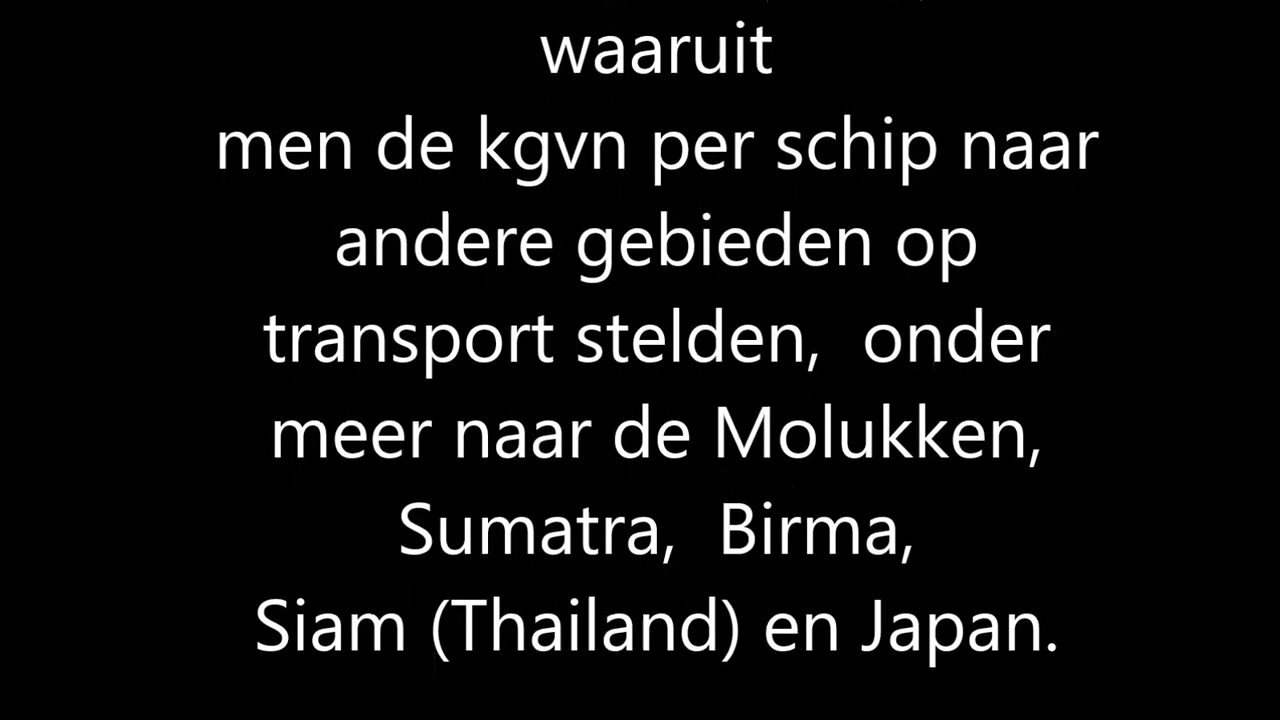 waaruit
men de kgvn per schip naar
andere gebieden op
transport stelden,  onder
meer naar de Molukken,
Sumatra,  Birma,
Siam (Thailand) en Japan.